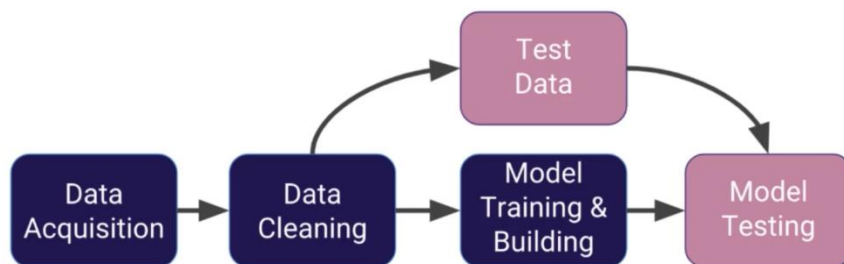 Test
Data
Data
Acquisition
Data
Cleaning
Model
Training &
Building
Model
Testing